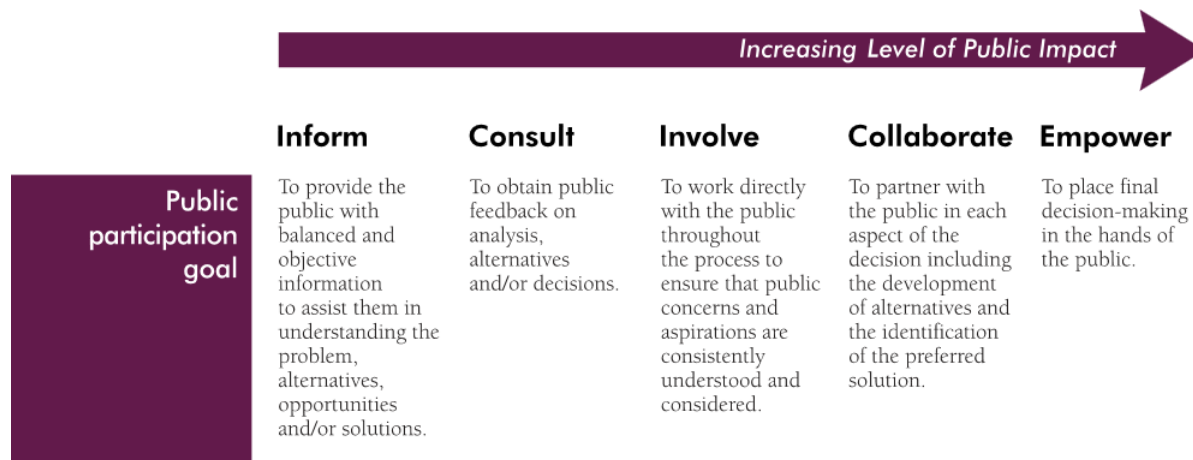 Increasing Level of Public Impact
Inform
Consult
Involve
Collaborate
Empower
Public
participation
goal
To provide the
public with
balanced and
objective
information
to assist them in
understanding the
problem,
alternatives,
opportunities
and/or solutions.
To obtain public
feedback on
analysis,
alternatives
and/or decisions.
To work directly
with the public
throughout
the process to
ensure that public
concerns and
aspirations are
consistently
understood and
considered.
To partner with
the public in each
aspect of the
decision including
the development
of alternatives and
the identification
of the preferred
solution.
To place final
decision-making
in the hands of
the public.